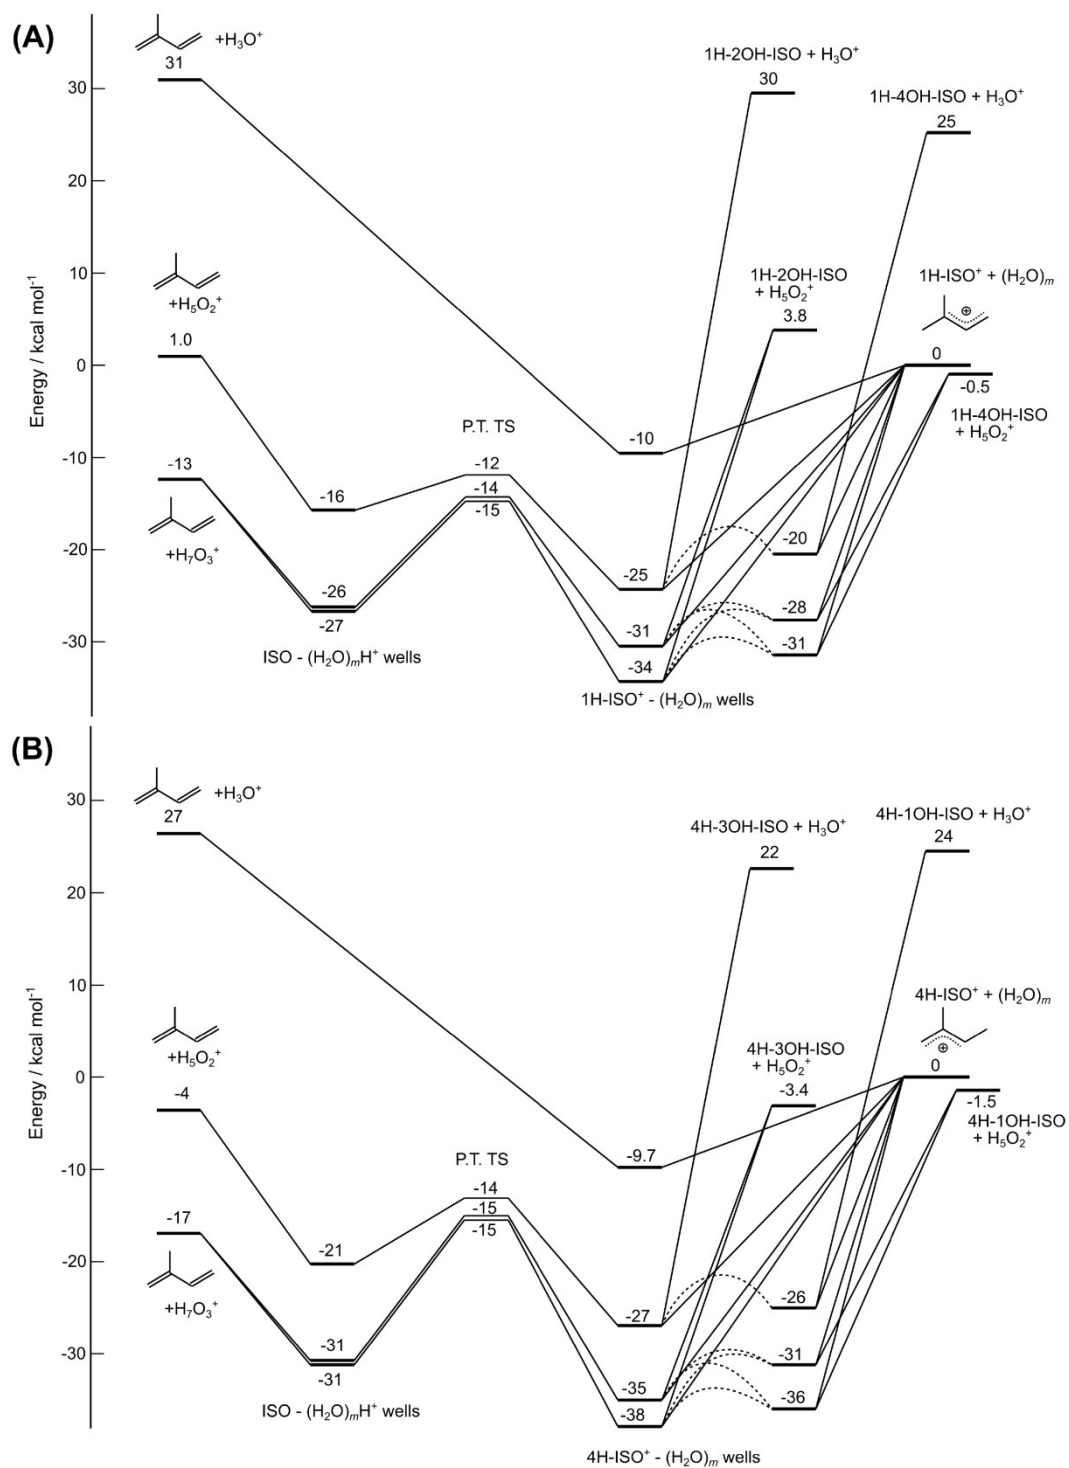 (A)
+H₃O⁺
31
1H-2OH-ISO + H₃O⁺
30
1H-4OH-ISO + H₃O⁺
25
30
20
10
0
-10
-20
-30
Energy / kcal mol⁻¹
+H₅O₂⁺
1.0
1H-2OH-ISO
+ H₅O₂⁺
3.8
1H-ISO⁺ + (H₂O)ₘ
⊕
0
-0.5
1H-4OH-ISO
+ H₅O₂⁺
P.T. TS
-10
-13
+H₇O₃⁺
-16
-12
-14
-15
-20
-25
-26
-27
-28
-31
-31
-34
ISO - (H₂O)ₘH⁺ wells
1H-ISO⁺ - (H₂O)ₘ wells
(B)
+H₃O⁺
27
4H-3OH-ISO + H₃O⁺
22
4H-1OH-ISO + H₃O⁺
24
30
20
10
0
-10
-20
-30
Energy / kcal mol⁻¹
+H₅O₂⁺
-4
4H-3OH-ISO
+ H₅O₂⁺
-3.4
4H-ISO⁺ + (H₂O)ₘ
⊕
0
-1.5
4H-1OH-ISO
+ H₅O₂⁺
P.T. TS
-9.7
-17
+H₇O₃⁺
-21
-14
-15
-15
-26
-27
-31
-31
-31
-35
-36
-38
ISO - (H₂O)ₘH⁺ wells
4H-ISO⁺ - (H₂O)ₘ wells